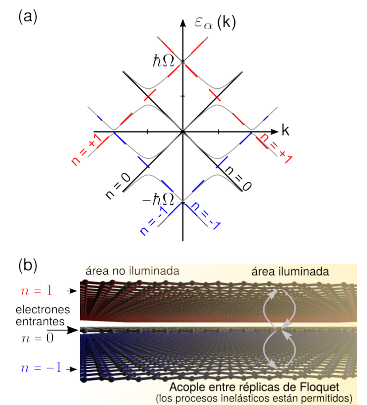 (a)
εα(k)
ħΩ
k
n = +1
n = 0
n = 0
n = +1
n = -1
n = -1
−ħΩ
(b)
área no iluminada
área iluminada
n = 1
electrones
entrantes
n = 0
n = −1
Acople entre réplicas de Floquet
(los procesos inelásticos están permitidos)